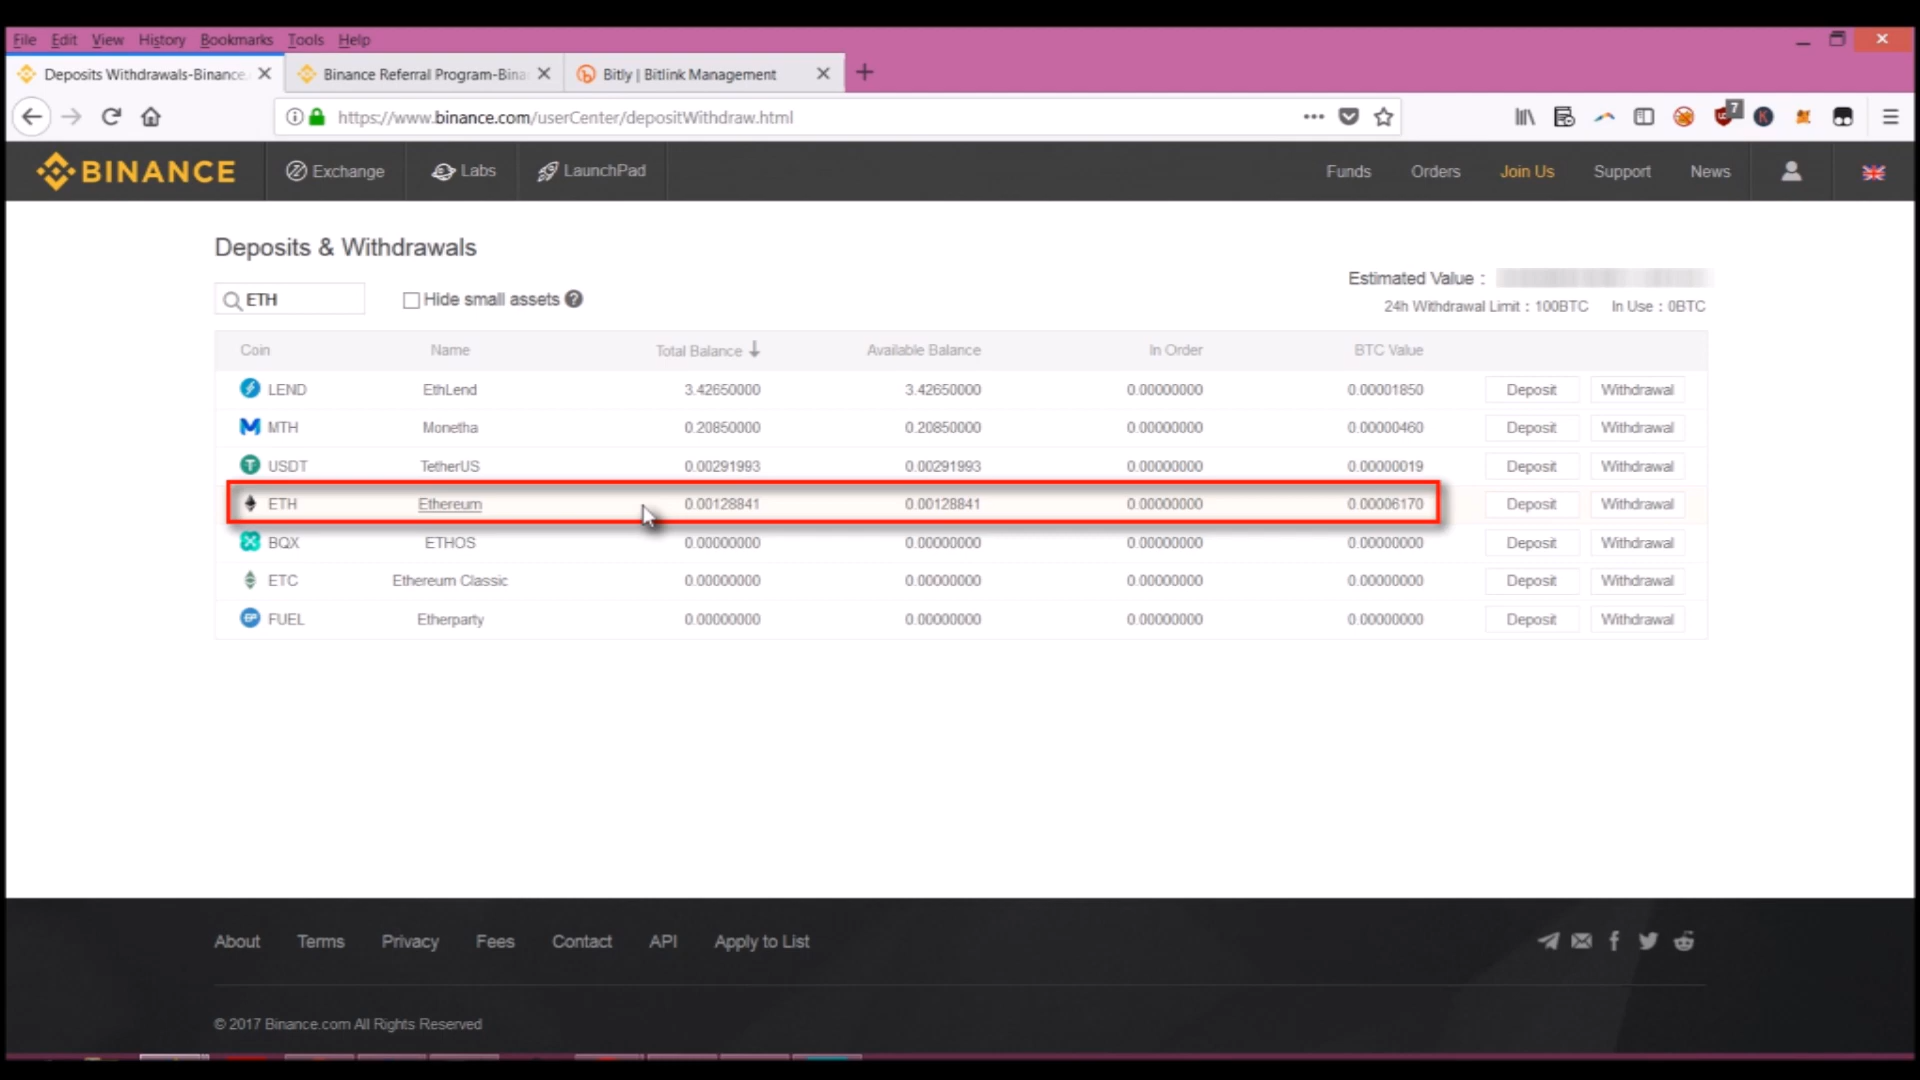 File Edit View History Bookmarks Tools Help
Deposits Withdrawals-Binance. Binance Referral Program-Bina Bitly | Bitlink Management
https://www.binance.com/userCenter/depositWithdraw.html 7
BINANCE Exchange Labs LaunchPad Funds Orders Join Us Support News
Deposits & Withdrawals
Estimated Value :
ETH Hide small assets ?
24h Withdrawal Limit : 100BTC In Use : 0BTC
Coin Name Total Balance Available Balance In Order BTC Value
LEND EthLend 3.42650000 3.42650000 0.00000000 0.00001850 Deposit Withdrawal
MTH Monetha 0.20850000 0.20850000 0.00000000 0.00000460 Deposit Withdrawal
USDT TetherUS 0.00291993 0.00291993 0.00000000 0.00000019 Deposit Withdrawal
ETH Ethereum 0.00128841 0.00128841 0.00000000 0.00006170 Deposit Withdrawal
BQX ETHOS 0.00000000 0.00000000 0.00000000 0.00000000 Deposit Withdrawal
ETC Ethereum Classic 0.00000000 0.00000000 0.00000000 0.00000000 Deposit Withdrawal
FUEL Etherparty 0.00000000 0.00000000 0.00000000 0.00000000 Deposit Withdrawal
About Terms Privacy Fees Contact API Apply to List
© 2017 Binance.com All Rights Reserved